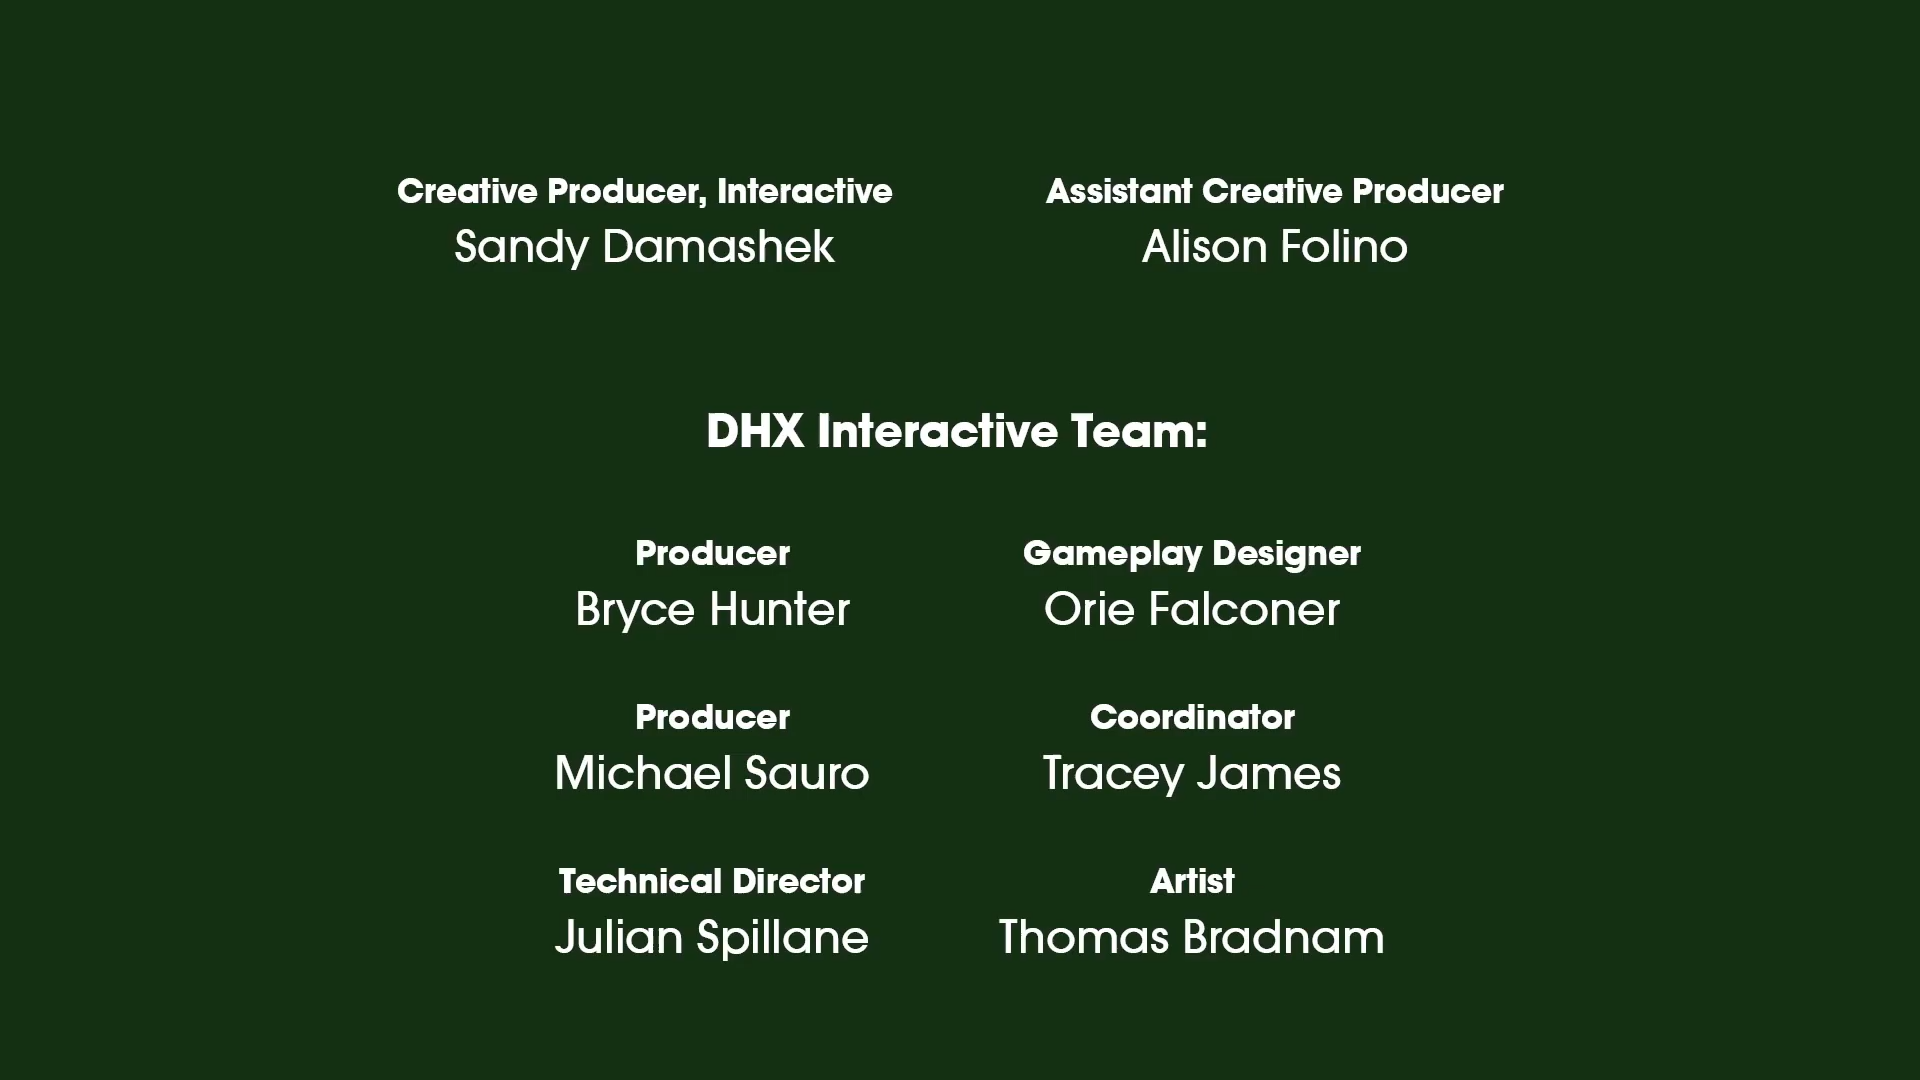 Creative Producer, Interactive
Sandy Damashek
Assistant Creative Producer
Alison Folino
DHX Interactive Team:
Producer
Bryce Hunter
Gameplay Designer
Orie Falconer
Producer
Michael Sauro
Coordinator
Tracey James
Technical Director
Julian Spillane
Artist
Thomas Bradnam